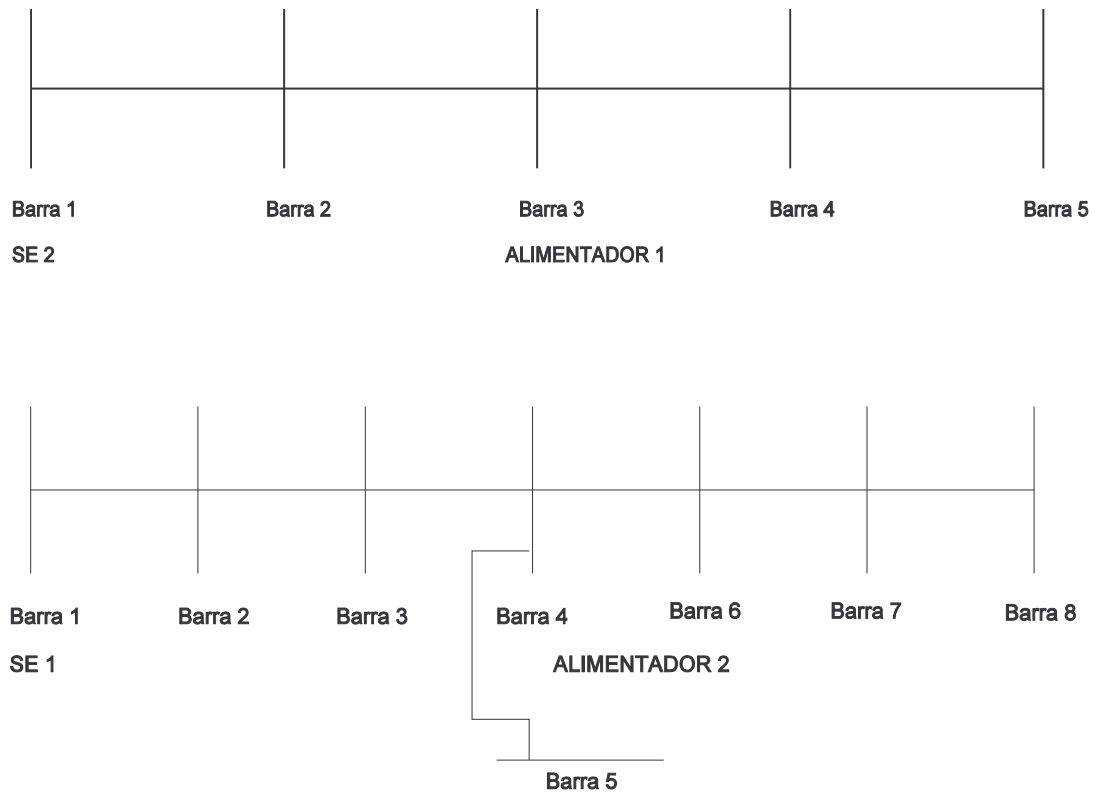 Barra 1 Barra 2 Barra 3 Barra 4 Barra 5
SE 2 ALIMENTADOR 1
Barra 1 Barra 2 Barra 3 Barra 4 Barra 6 Barra 7 Barra 8
SE 1 ALIMENTADOR 2
Barra 5